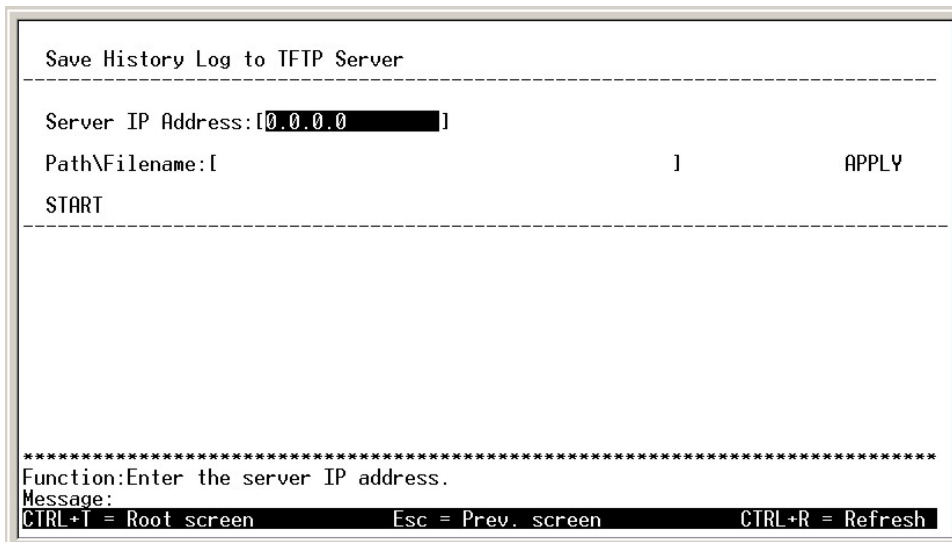 Save History Log to TFTP Server
--------------------------------------------------------------------------------
Server IP Address:[0.0.0.0 ]
Path\Filename:[ ] APPLY
START
--------------------------------------------------------------------------------
********************************************************************************
Function:Enter the server IP address.
Message:
CTRL+T = Root screen Esc = Prev. screen CTRL+R = Refresh